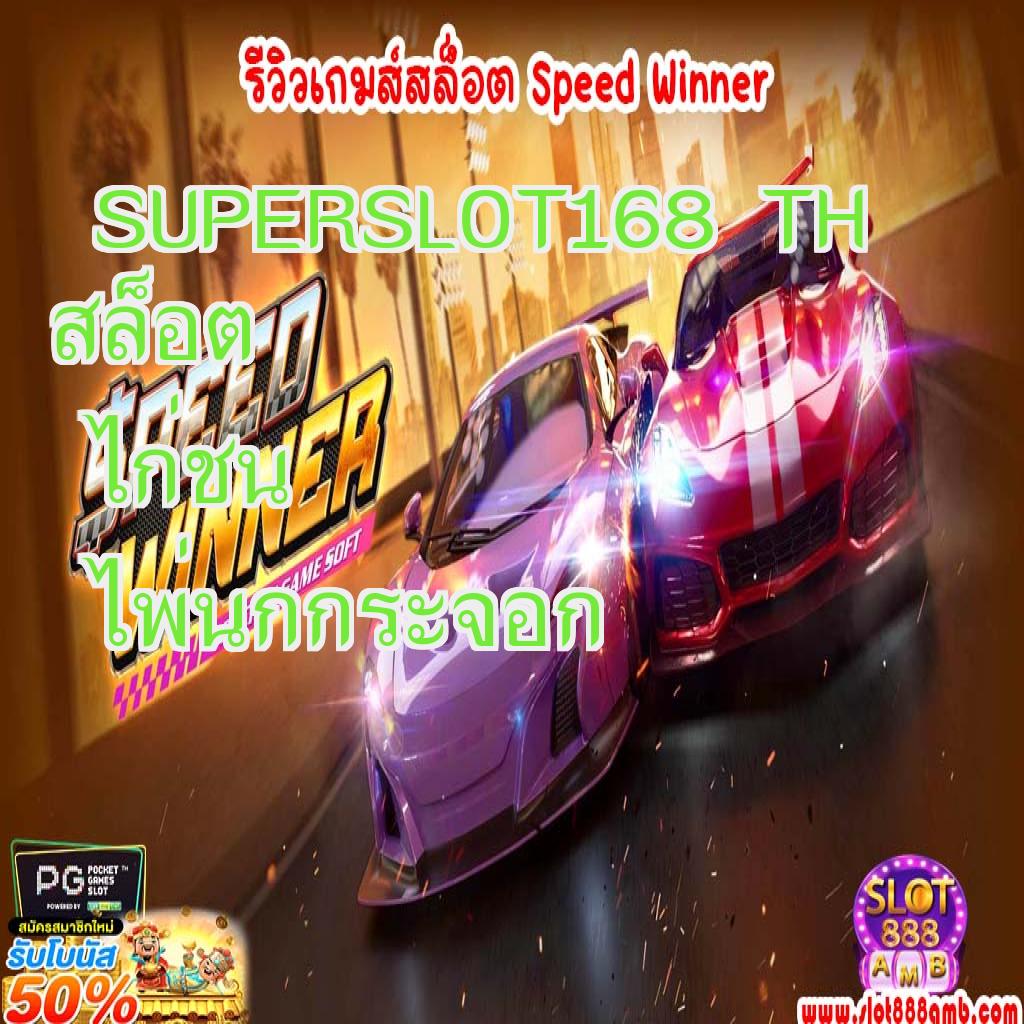 รีวิวเกมส์สล็อต Speed Winner
SUPERSLOT168 TH
สล็อต
ไก่ชน
ไพ่นกกระจอก
SPEED
WINNER
GAME SOFT
PG POCKET TM
GAMES
SLOT
POWERED BY
สมัครสมาชิกใหม่
รับโบนัส
50%
SLOT
888
AMB
www.slot888amb.com